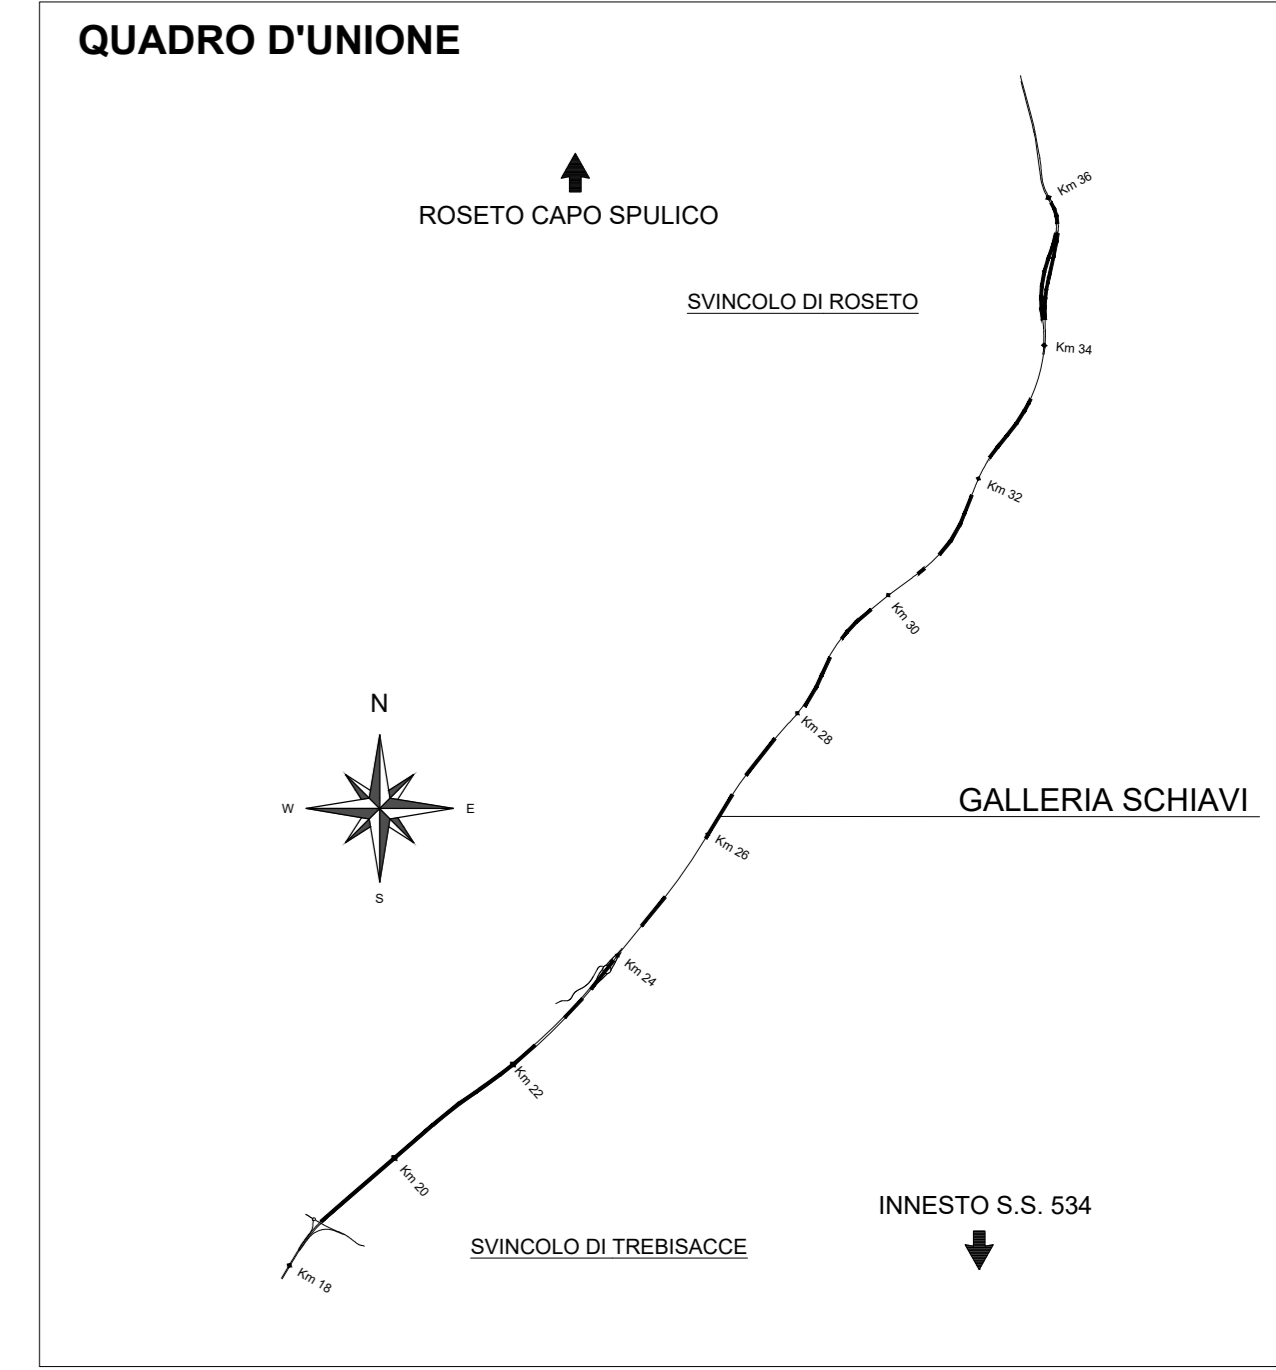 QUADRO D'UNIONE
Km 36
ROSETO CAPO SPULICO
SVINCOLO DI ROSETO
Km 34
Km 32
Km 30
N
Km 28
W
E
GALLERIA SCHIAVI
Km 26
S
Km 24
Km 22
Km 20
INNESTO S.S. 534
SVINCOLO DI TREBISACCE
Km 18